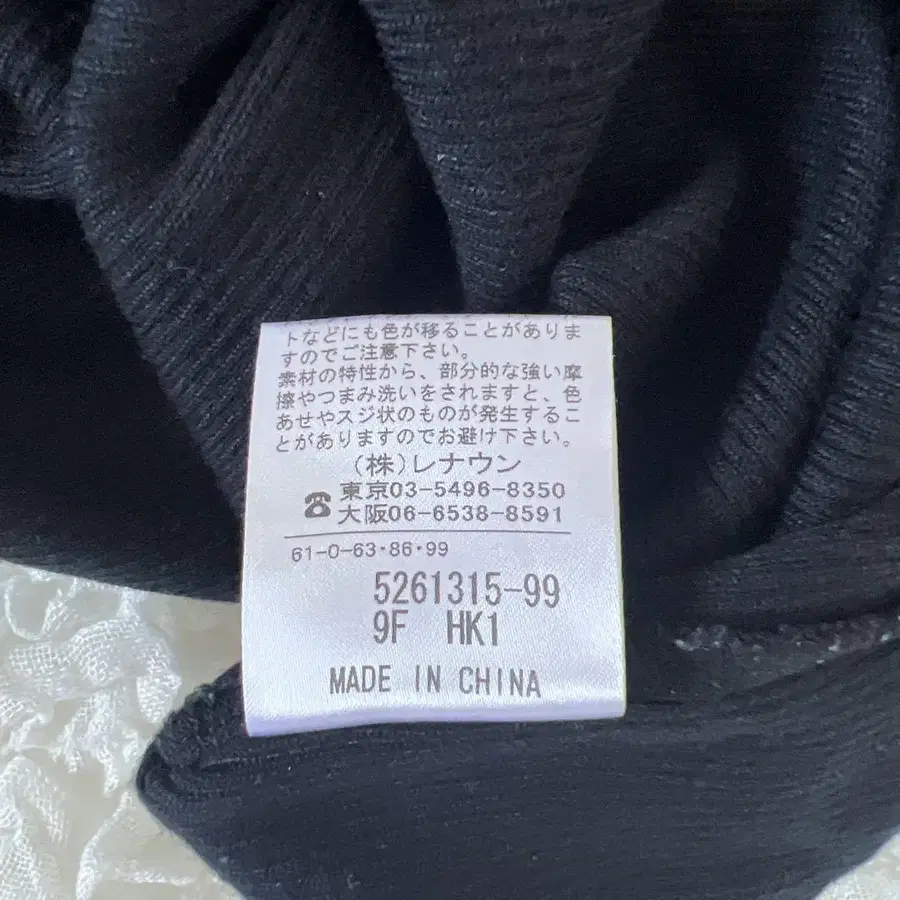 トなどにも色が移ることがありま
すのでご注意下さい。
素材の特性から、部分的な強い摩
擦やつまみ洗いをされますと、色
あせやスジ状のものが発生するこ
とがありますのでお避け下さい。
(株)レナウン
☎東京03-5496-8350
大阪06-6538-8591
61-0-63・86・99
5261315-99
9F HK1
MADE IN CHINA